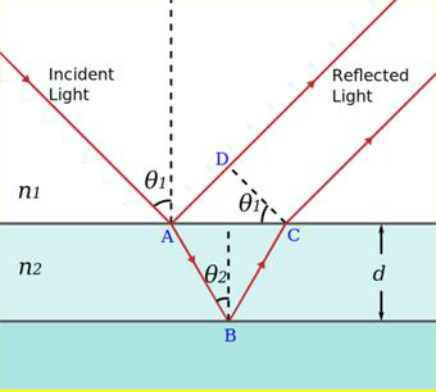 Incident
Light
Reflected
Light
D
θ1
θ1
n1
A
C
n2
θ2
d
B